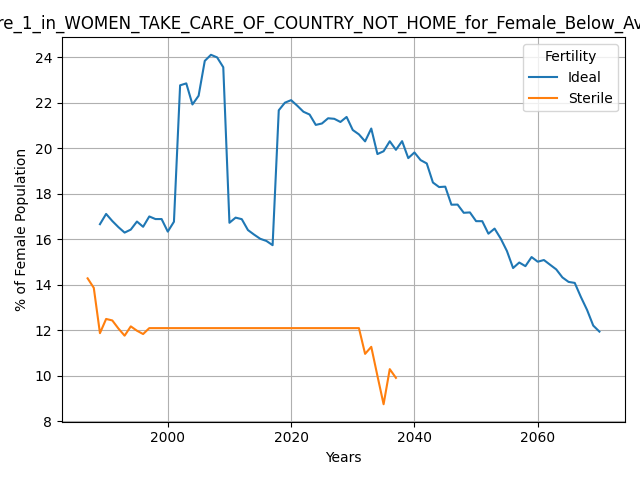 re_1_in_WOMEN_TAKE_CARE_OF_COUNTRY_NOT_HOME_for_Female_Below_Av
Fertility
Ideal
Sterile
24
22
20
18
16
14
12
10
8
% of Female Population
2000 2020 2040 2060
Years